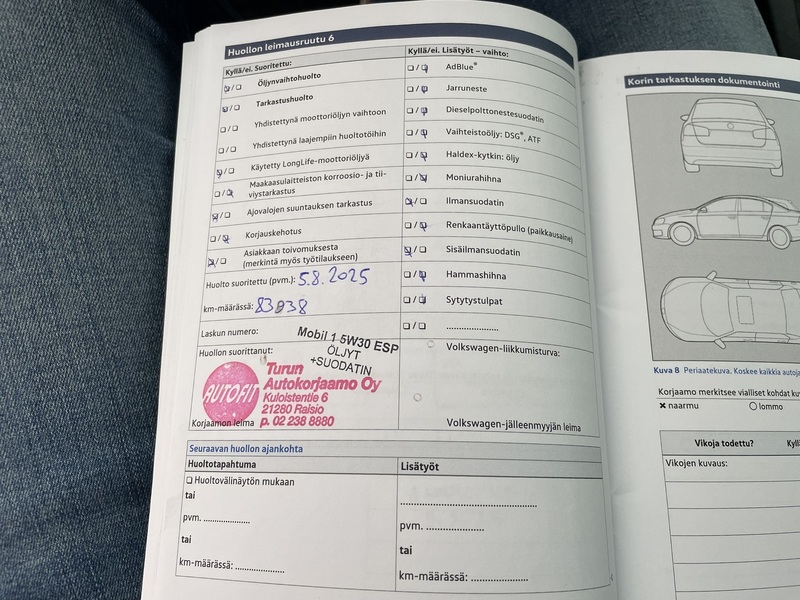 Huollon leimausruutu 6
Kyllä/ei. Suoritettu:
☒/☐ Öljynvaihtohuolto
☒/☐ Tarkastushuolto
☐/☐ Yhdistettynä moottoriöljyn vaihtoon
☐/☐ Yhdistettynä laajempiin huoltotöihin
☒/☐ Käytetty LongLife-moottoriöljyä
☐/☒ Maakaasulaitteiston korroosio- ja tii-
viystarkastus
☒/☐ Ajovalojen suuntauksen tarkastus
☐/☒ Korjauskehotus
☒/☐ Asiakkaan toivomuksesta
(merkintä myös työtilaukseen)
Huolto suoritettu (pvm.): 5.8.2025
km-määrässä: 83938
Laskun numero:
Huollon suorittanut:
Mobil 1 5W30 ESP
ÖLJYT
+SUODATIN
AUTOFIT
Turun
Autokorjaamo Oy
Kuloistentie 6
21280 Raisio
p. 02 238 8880
Korjaamon leima
Kyllä/ei. Lisätyöt – vaihto:
☐/☒ AdBlue®
☐/☒ Jarruneste
☐/☒ Dieselpolttonestesuodatin
☐/☒ Vaihteistoöljy: DSG®, ATF
☐/☒ Haldex-kytkin: öljy
☐/☒ Moniurahihna
☒/☐ Ilmansuodatin
☐/☒ Renkaantäyttöpullo (paikkausaine)
☒/☐ Sisäilmansuodatin
☐/☒ Hammashihna
☐/☒ Sytytystulpat
☐/☐ .....................
Volkswagen-liikkumisturva:
Volkswagen-jälleenmyyjän leima
Seuraavan huollon ajankohta
Huoltotapahtuma
☐ Huoltovälinäytön mukaan
tai
pvm. ...................
tai
km-määrässä: ...................
Lisätyöt
.....................................................
pvm. .......................
tai
km-määrässä: .......................
Korin tarkastuksen dokumentointi
Kuva 8 Periaatekuva. Koskee kaikkia autoja
Korjaamo merkitsee vialliset kohdat
✖ naarmu
○ lommo
Vikoja todettu?
Vikojen kuvaus: